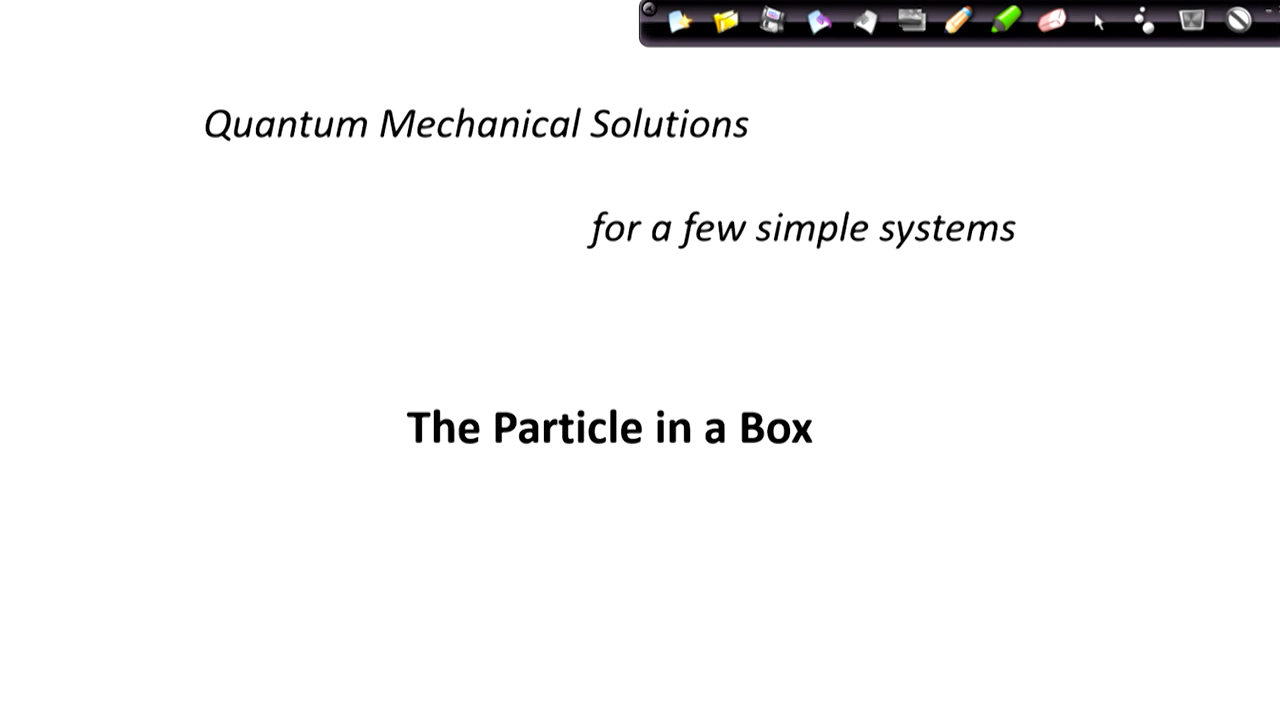 Quantum Mechanical Solutions
for a few simple systems
The Particle in a Box